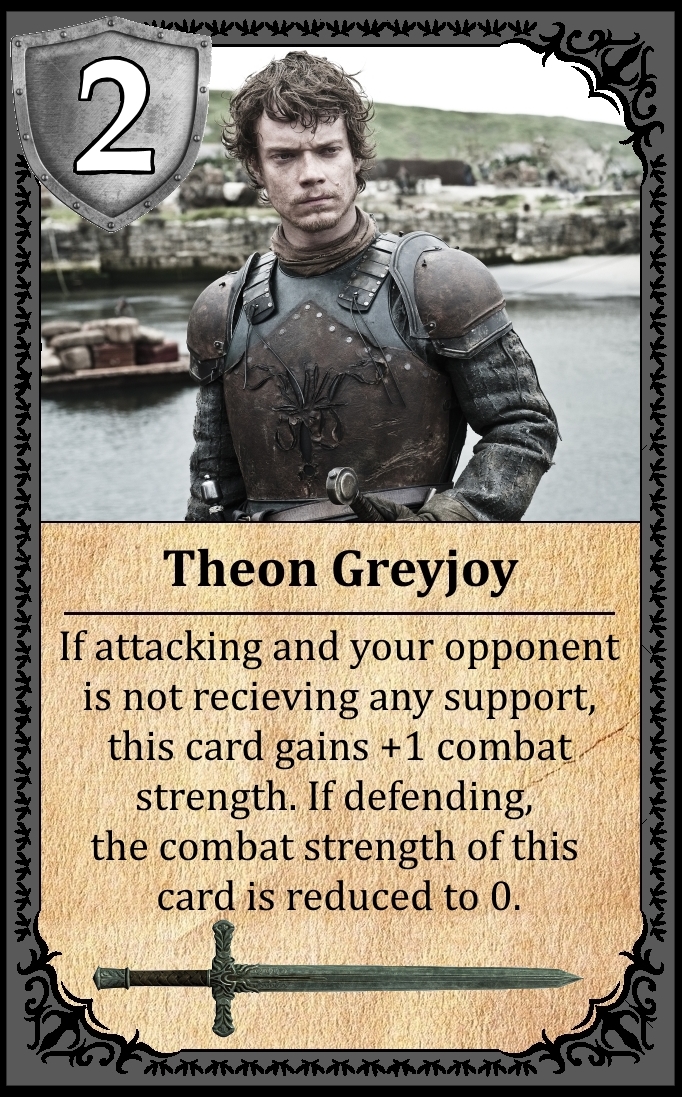 2
Theon Greyjoy
If attacking and your opponent
is not recieving any support,
this card gains +1 combat
strength. If defending,
the combat strength of this
card is reduced to 0.